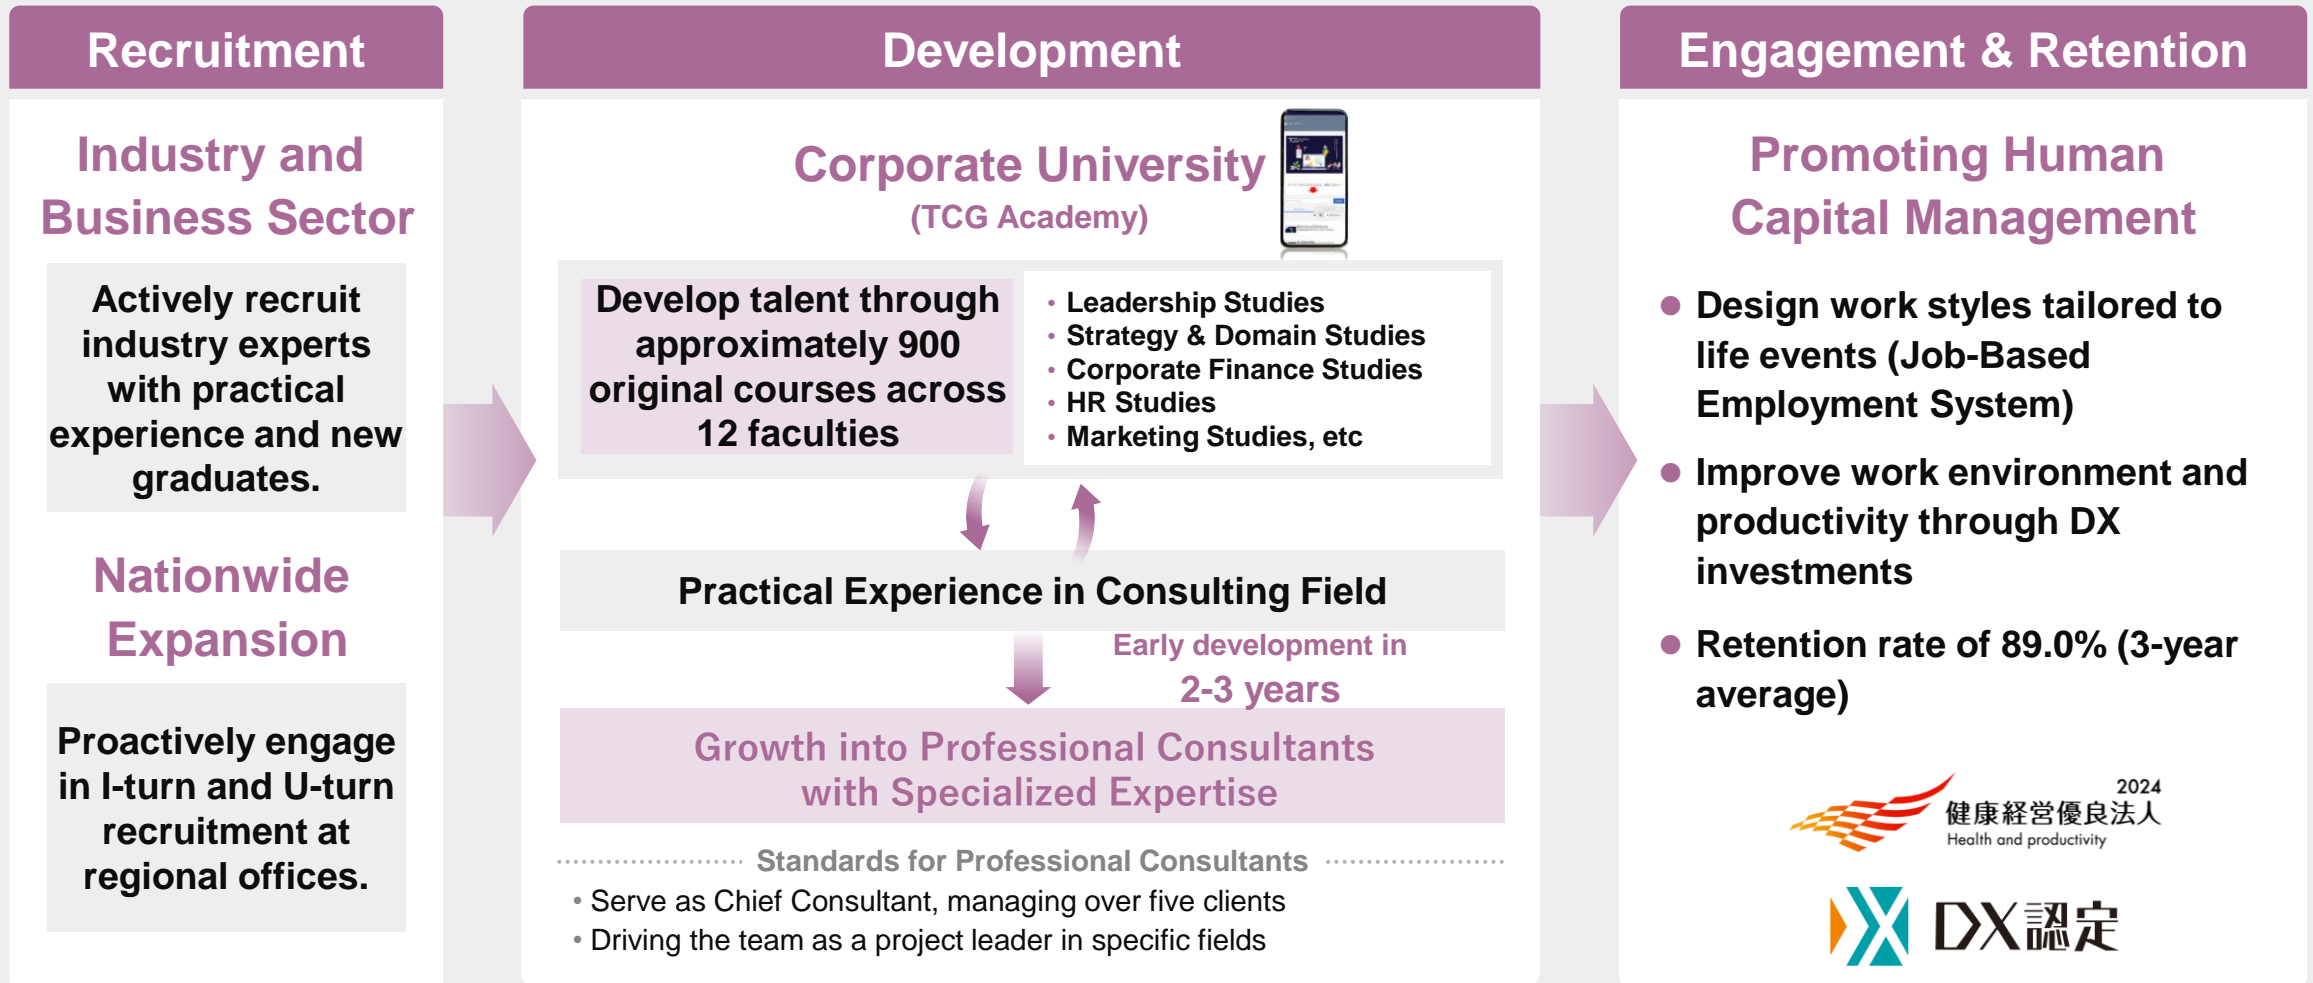 Recruitment
Industry and
Business Sector
Actively recruit
industry experts
with practical
experience and new
graduates.
Nationwide
Expansion
Proactively engage
in I-turn and U-turn
recruitment at
regional offices.
Development
Corporate University
(TCG Academy)
Develop talent through
approximately 900
original courses across
12 faculties
• Leadership Studies
• Strategy & Domain Studies
• Corporate Finance Studies
• HR Studies
• Marketing Studies, etc
Practical Experience in Consulting Field
Early development in
2-3 years
Growth into Professional Consultants
with Specialized Expertise
Standards for Professional Consultants
• Serve as Chief Consultant, managing over five clients
• Driving the team as a project leader in specific fields
Engagement & Retention
Promoting Human
Capital Management
● Design work styles tailored to
life events (Job-Based
Employment System)
● Improve work environment and
productivity through DX
investments
● Retention rate of 89.0% (3-year
average)
2024
健康経営優良法人
Health and productivity
DX認定